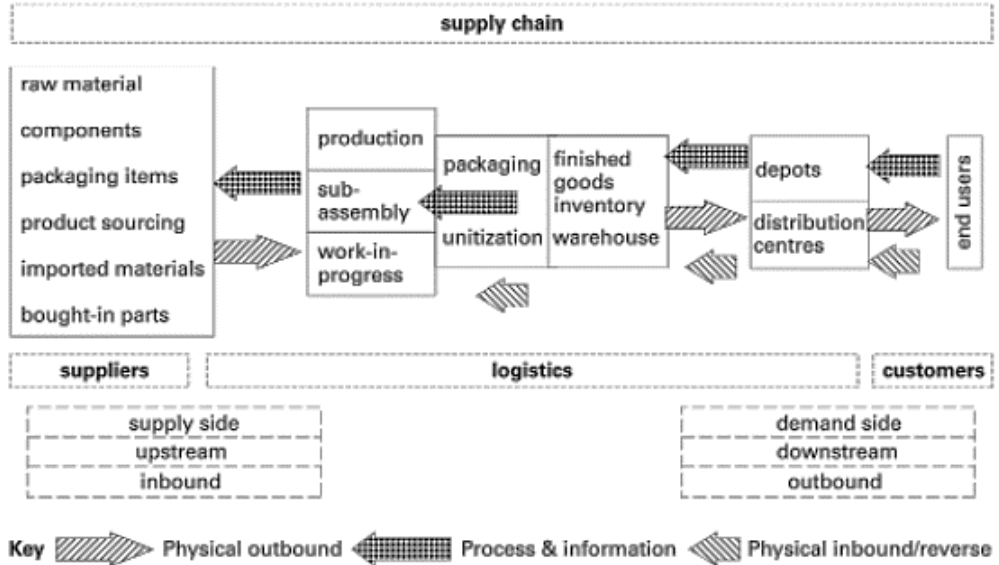 supply chain
raw material
components
packaging items
product sourcing
imported materials
bought-in parts
production
sub-
assembly
work-in-
progress
packaging
unitization
finished
goods
inventory
warehouse
depots
distribution
centres
end users
suppliers
logistics
customers
supply side
upstream
inbound
demand side
downstream
outbound
Key
Physical outbound
Process & information
Physical inbound/reverse